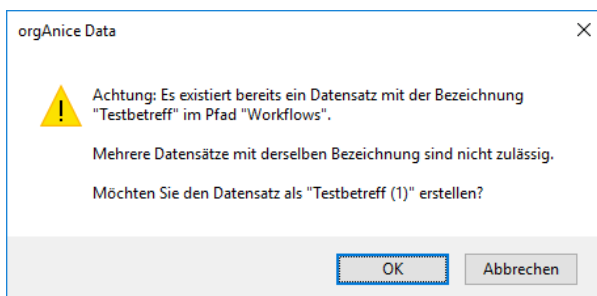 orgAnice Data
Achtung: Es existiert bereits ein Datensatz mit der Bezeichnung
"Testbetreff" im Pfad "Workflows".
Mehrere Datensätze mit derselben Bezeichnung sind nicht zulässig.
Möchten Sie den Datensatz als "Testbetreff (1)" erstellen?
OK
Abbrechen